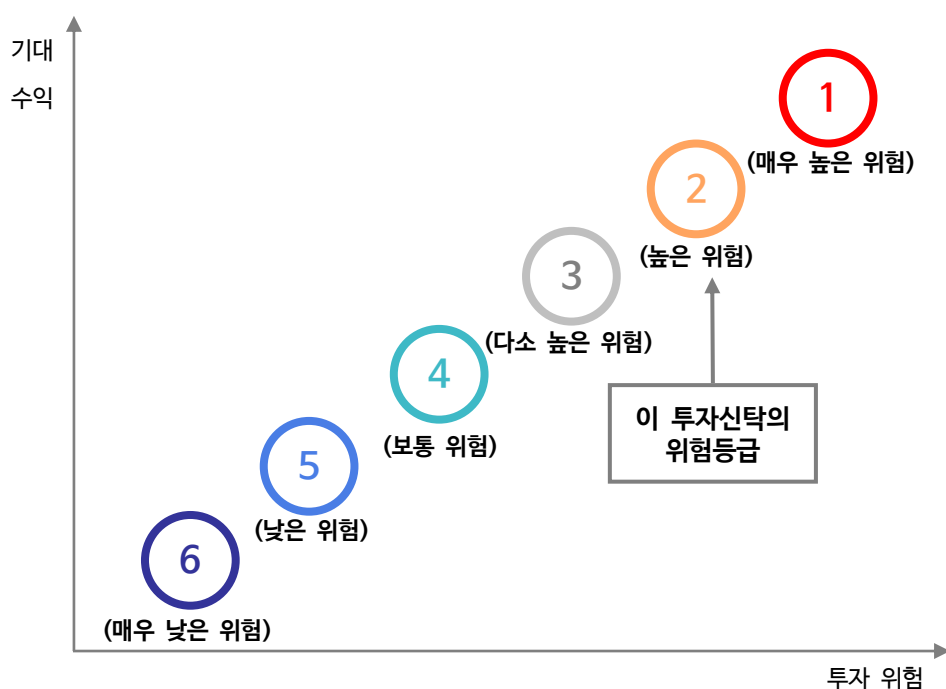 기대
수익
1
(매우 높은 위험)
2
(높은 위험)
3
(다소 높은 위험)
4
(보통 위험)
이 투자신탁의
위험등급
5
(낮은 위험)
6
(매우 낮은 위험)
투자 위험